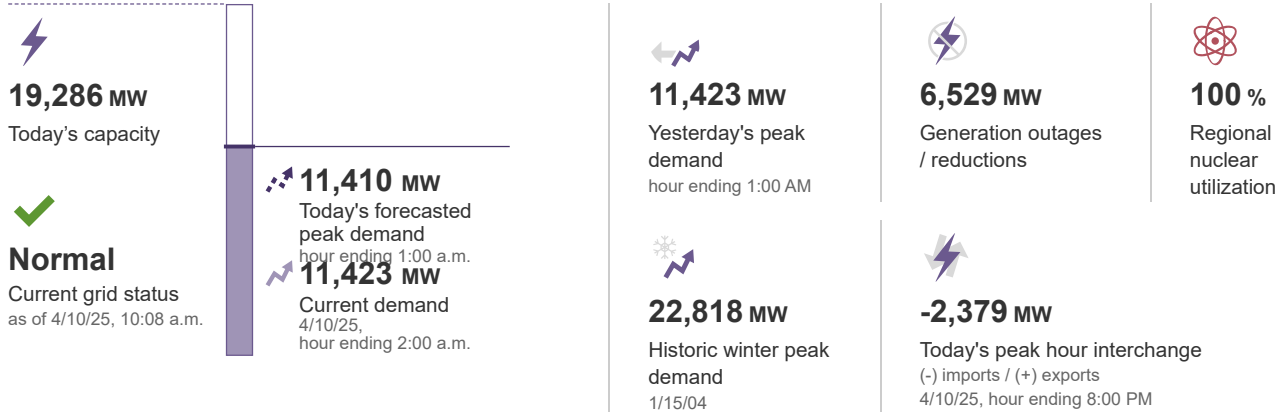 19,286 MW
Today’s capacity
Normal
Current grid status
as of 4/10/25, 10:08 a.m.
11,410 MW
Today's forecasted
peak demand
hour ending 1:00 a.m.
11,423 MW
Current demand
4/10/25,
hour ending 2:00 a.m.
11,423 MW
Yesterday's peak
demand
hour ending 1:00 AM
6,529 MW
Generation outages
/ reductions
100 %
Regional
nuclear
utilization
22,818 MW
Historic winter peak
demand
1/15/04
-2,379 MW
Today's peak hour interchange
(-) imports / (+) exports
4/10/25, hour ending 8:00 PM